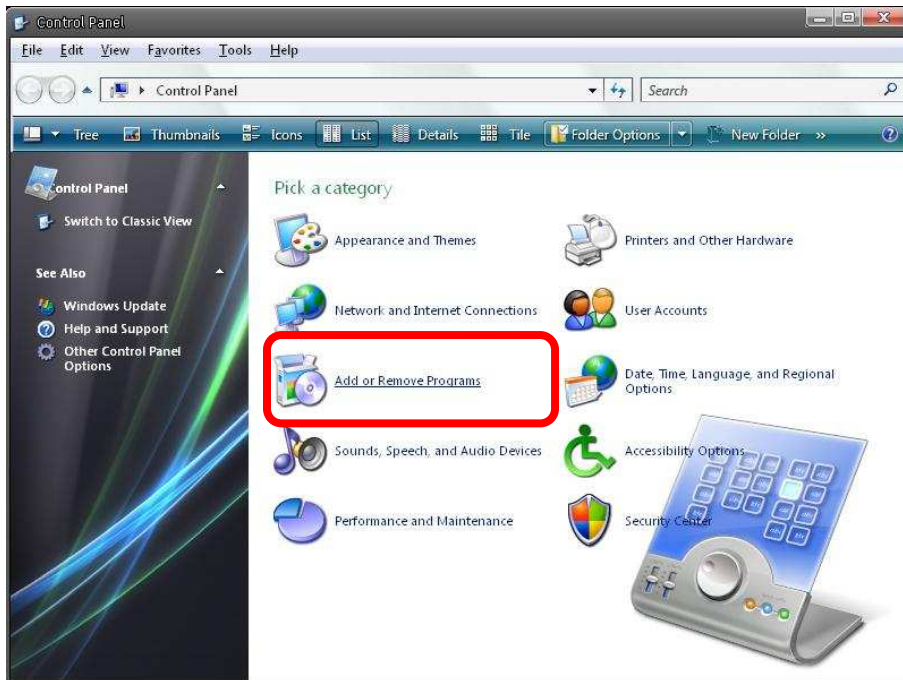 Control Panel
File Edit View Favorites Tools Help
Control Panel
Search
Tree Thumbnails Icons List Details Tile Folder Options New Folder »
Control Panel
Switch to Classic View
See Also
Windows Update
Help and Support
Other Control Panel
Options
Pick a category
Appearance and Themes
Printers and Other Hardware
Network and Internet Connections
User Accounts
Add or Remove Programs
Date, Time, Language, and Regional
Options
Sounds, Speech, and Audio Devices
Accessibility Options
Performance and Maintenance
Security Center